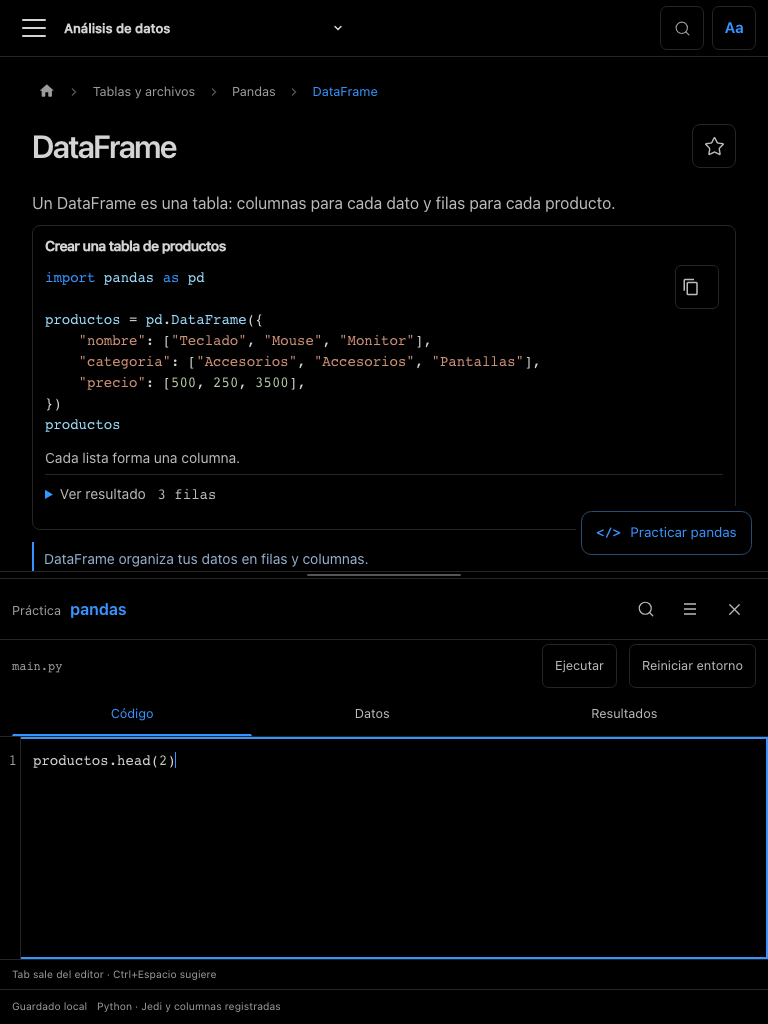 Análisis de datos
Aa
Tablas y archivos > Pandas > DataFrame
DataFrame
Un DataFrame es una tabla: columnas para cada dato y filas para cada producto.
Crear una tabla de productos
import pandas as pd
productos = pd.DataFrame({
    "nombre": ["Teclado", "Mouse", "Monitor"],
    "categoria": ["Accesorios", "Accesorios", "Pantallas"],
    "precio": [500, 250, 3500],
})
productos
Cada lista forma una columna.
Ver resultado 3 filas
</> Practicar pandas
DataFrame organiza tus datos en filas y columnas.
Práctica pandas
main.py
Ejecutar
Reiniciar entorno
Código
Datos
Resultados
1 productos.head(2)
Tab sale del editor · Ctrl+Espacio sugiere
Guardado local Python · Jedi y columnas registradas